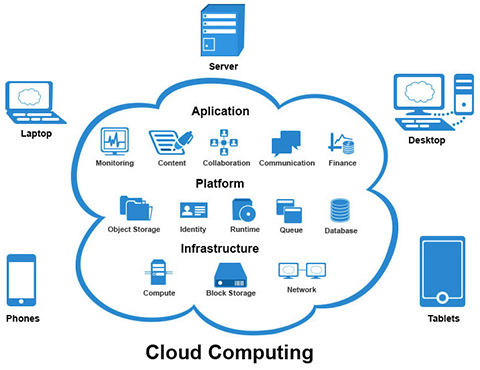 Server
Laptop
Desktop
Aplication
Monitoring Content Collaboration Communication Finance
Platform
Object Storage Identity Runtime Queue Database
Infrastructure
Compute Block Storage Network
Phones
Tablets
Cloud Computing